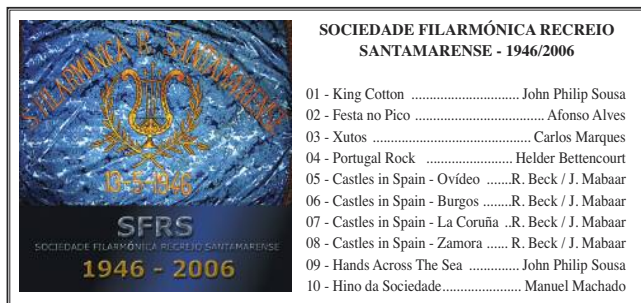 S. FILARMÓNICA R. SANTAMARENSE
13-5-1946
SFRS
SOCIEDADE FILARMÓNICA RECREIO SANTAMARENSE
1946 - 2006
SOCIEDADE FILARMÓNICA RECREIO
SANTAMARENSE - 1946/2006
01 - King Cotton ............................ John Philip Sousa
02 - Festa no Pico .................................. Afonso Alves
03 - Xutos ......................................... Carlos Marques
04 - Portugal Rock ....................... Helder Bettencourt
05 - Castles in Spain - Ovídeo .......R. Beck / J. Mabaar
06 - Castles in Spain - Burgos ........R. Beck / J. Mabaar
07 - Castles in Spain - La Coruña ..R. Beck / J. Mabaar
08 - Castles in Spain - Zamora ...... R. Beck / J. Mabaar
09 - Hands Across The Sea ............. John Philip Sousa
10 - Hino da Sociedade..................... Manuel Machado